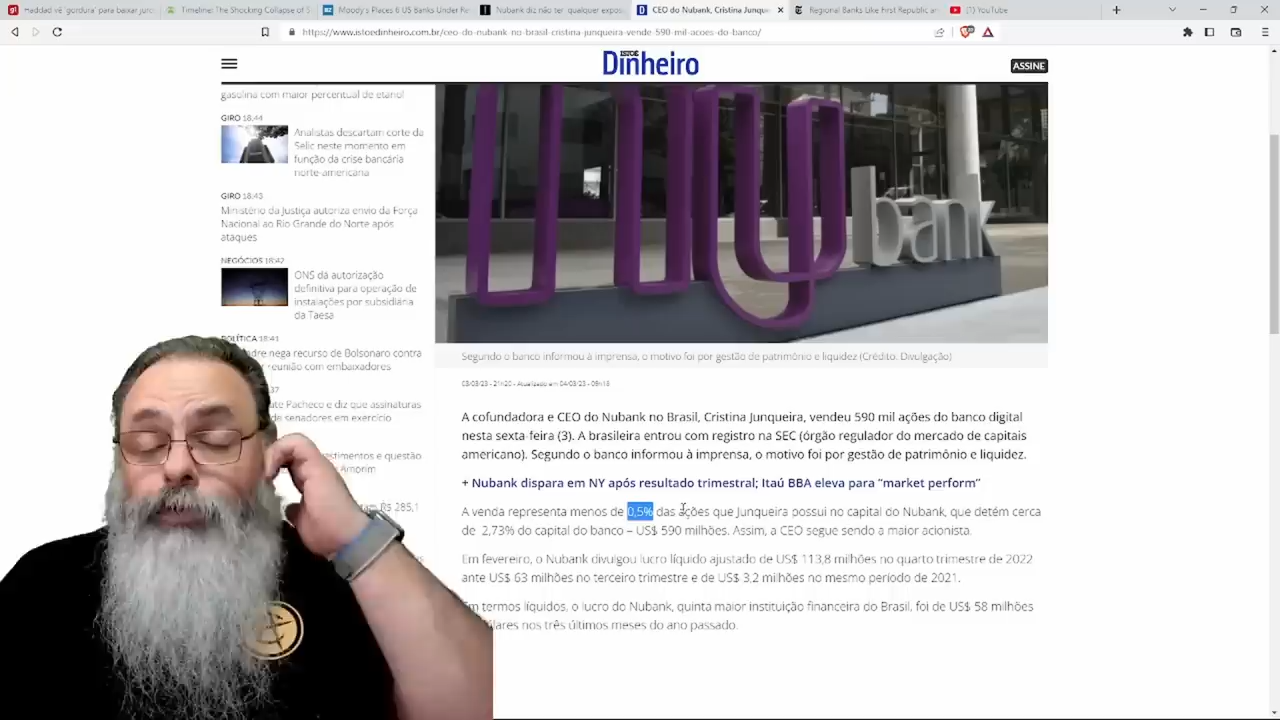 Haddad vê 'gordura' para baixar juro:
Timeline: The Shocking Collapse of S
Moody's Places 6 US Banks Under Re
Nubank diz não ter qualquer exposi
CEO do Nubank, Cristina Junque
Regional Banks Like First Republic ar
(1) YouTube
https://www.istoedinheiro.com.br/ceo-do-nubank-no-brasil-cristina-junqueira-vende-590-mil-acoes-do-banco/
ISTOÉ
Dinheiro
ASSINE
gasolina com maior percentual de etanol
GIRO 18:44
Analistas descartam corte da
Selic neste momento em
função da crise bancária
norte-americana
GIRO 18:43
Ministério da Justiça autoriza envio da Força
Nacional ao Rio Grande do Norte após
ataques
NEGÓCIOS 18:42
ONS dá autorização
definitiva para operação de
instalações por subsidiária
da Taesa
POLÍTICA 18:41
dre nega recurso de Bolsonaro contra
reunião com embaixadores
37
ate Pacheco e diz que assinaturas
de senadores em exercício
estimentos e questão
Amorim
R$ 285,1
nu
bank
Segundo o banco informou à imprensa, o motivo foi por gestão de patrimônio e liquidez (Crédito: Divulgação)
03/03/23 - 21h20 - Atualizado em 04/03/23 - 09h18
A cofundadora e CEO do Nubank no Brasil, Cristina Junqueira, vendeu 590 mil ações do banco digital
nesta sexta-feira (3). A brasileira entrou com registro na SEC (órgão regulador do mercado de capitais
americano). Segundo o banco informou à imprensa, o motivo foi por gestão de patrimônio e liquidez.
+ Nubank dispara em NY após resultado trimestral; Itaú BBA eleva para “market perform”
A venda representa menos de 0,5% das ações que Junqueira possui no capital do Nubank, que detém cerca
de 2,73% do capital do banco – US$ 590 milhões. Assim, a CEO segue sendo a maior acionista.
Em fevereiro, o Nubank divulgou lucro líquido ajustado de US$ 113,8 milhões no quarto trimestre de 2022
ante US$ 63 milhões no terceiro trimestre e de US$ 3,2 milhões no mesmo período de 2021.
Em termos líquidos, o lucro do Nubank, quinta maior instituição financeira do Brasil, foi de US$ 58 milhões
ólares nos três últimos meses do ano passado.